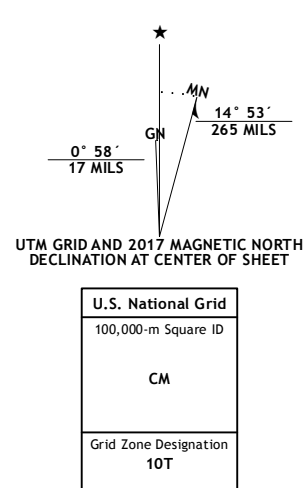 ★
MN
14° 53´
265 MILS
GN
0° 58´
17 MILS
UTM GRID AND 2017 MAGNETIC NORTH
DECLINATION AT CENTER OF SHEET
U.S. National Grid
100,000-m Square ID
CM
Grid Zone Designation
10T